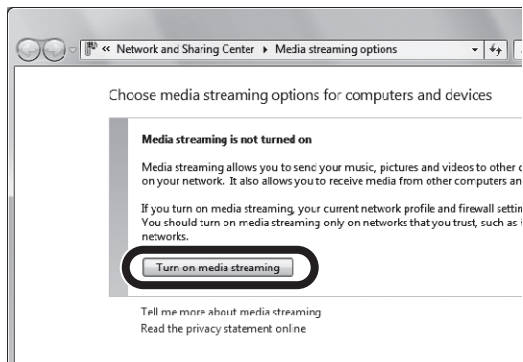 « Network and Sharing Center ▸ Media streaming options
Choose media streaming options for computers and devices
Media streaming is not turned on
Media streaming allows you to send your music, pictures and videos to other
on your network. It also allows you to receive media from other computers
If you turn on media streaming, your current network profile and firewall
You should turn on media streaming only on networks that you trust, such as
networks.
Turn on media streaming
Tell me more about media streaming
Read the privacy statement online